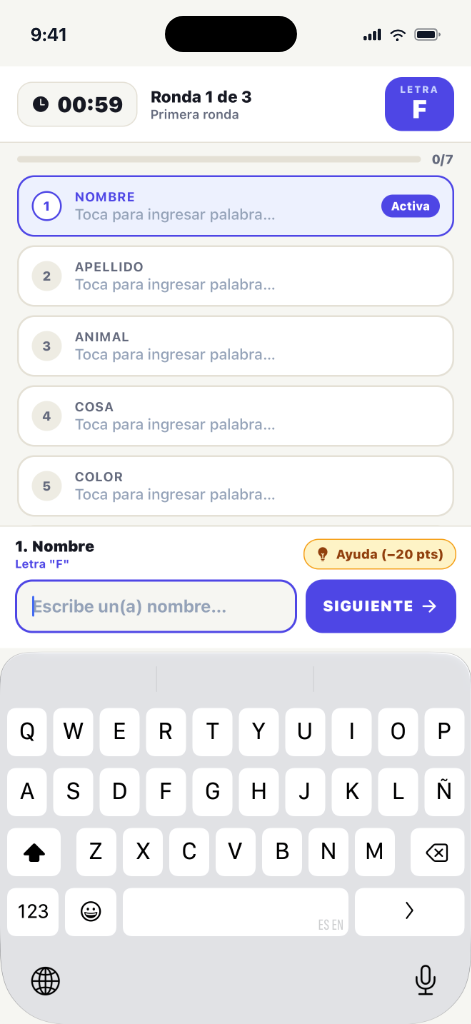 9:41
00:59
Ronda 1 de 3
Primera ronda
LETRA
F
0/7
1
NOMBRE
Toca para ingresar palabra...
Activa
2
APELLIDO
Toca para ingresar palabra...
3
ANIMAL
Toca para ingresar palabra...
4
COSA
Toca para ingresar palabra...
5
COLOR
Toca para ingresar palabra...
1. Nombre
Letra "F"
Ayuda (−20 pts)
Escribe un(a) nombre...
SIGUIENTE →
Q W E R T Y U I O P
A S D F G H J K L Ñ
Z X C V B N M
123
ES EN